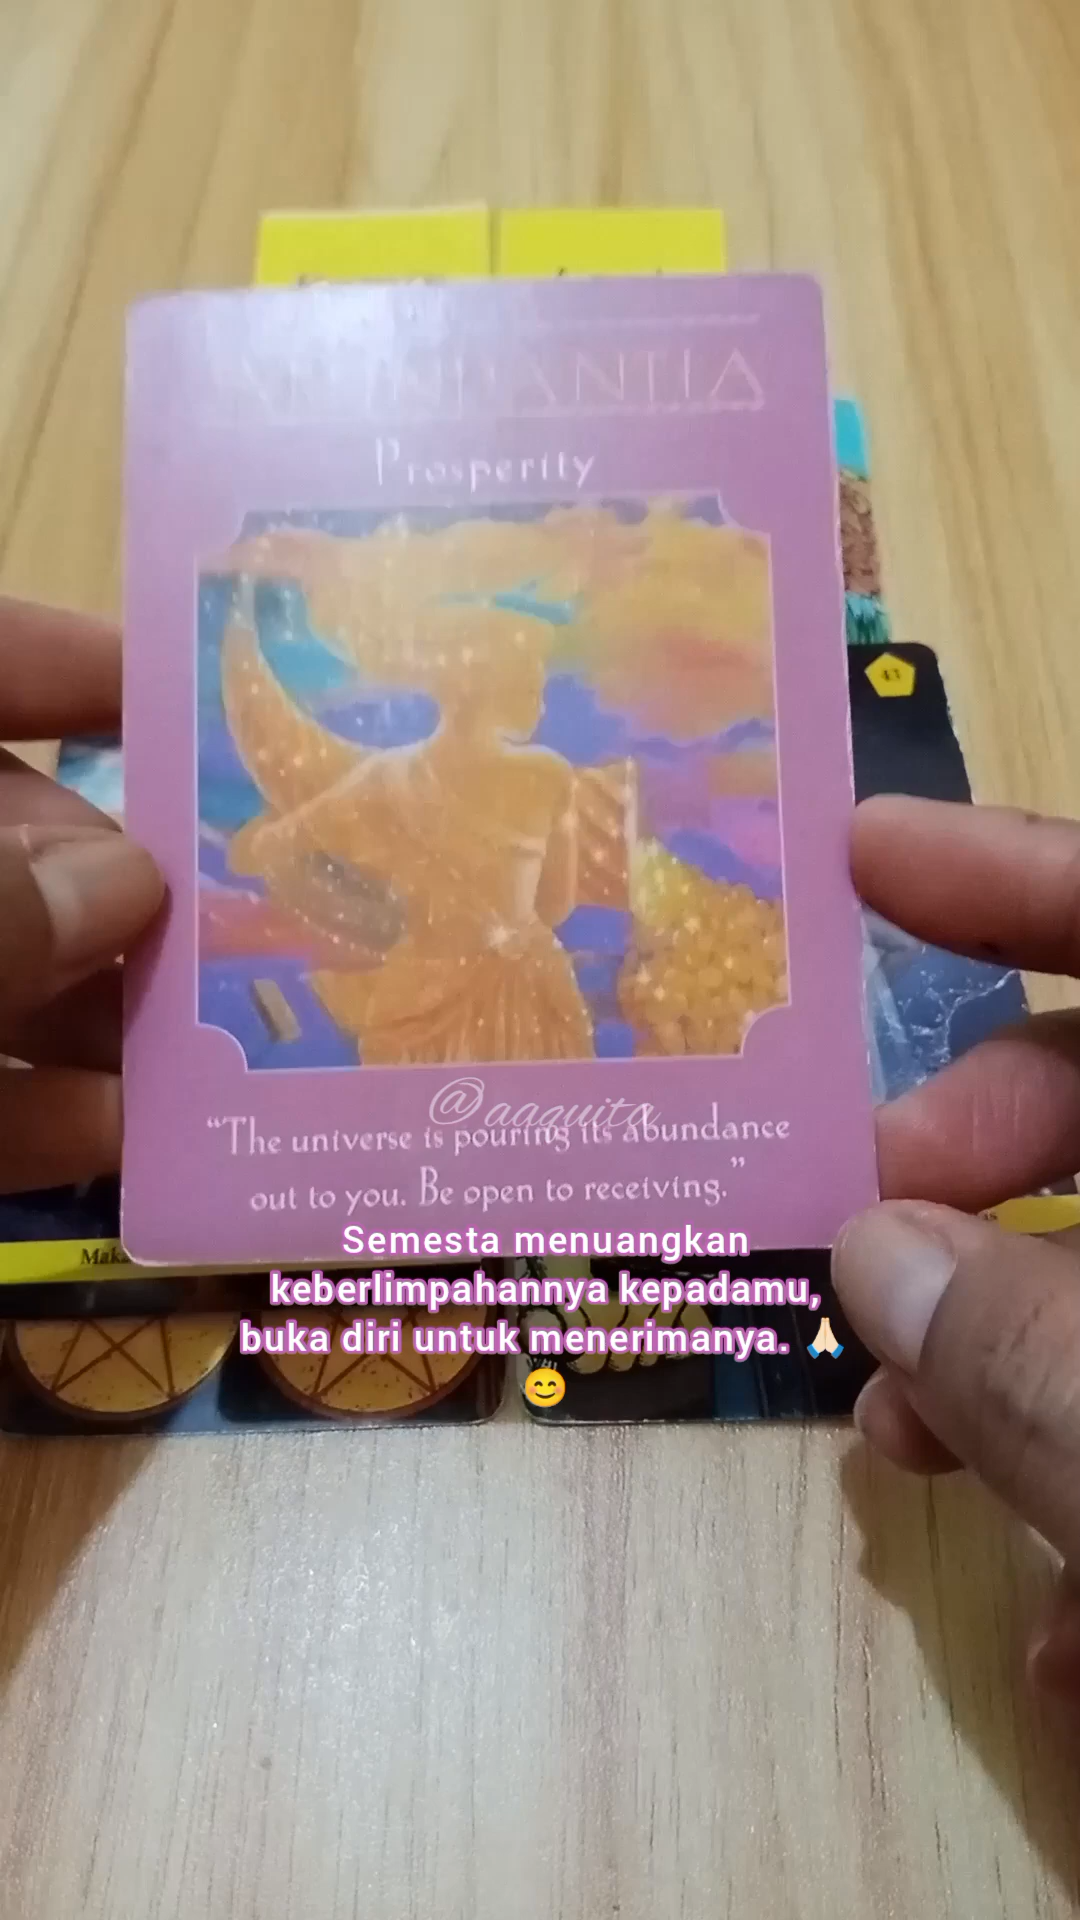 ABUNDANTIA
Prosperity
43
@aaquita
“The universe is pouring its abundance
out to you. Be open to receiving.”
Semesta menuangkan
keberlimpahannya kepadamu,
buka diri untuk menerimanya. 🙏🏻
😊